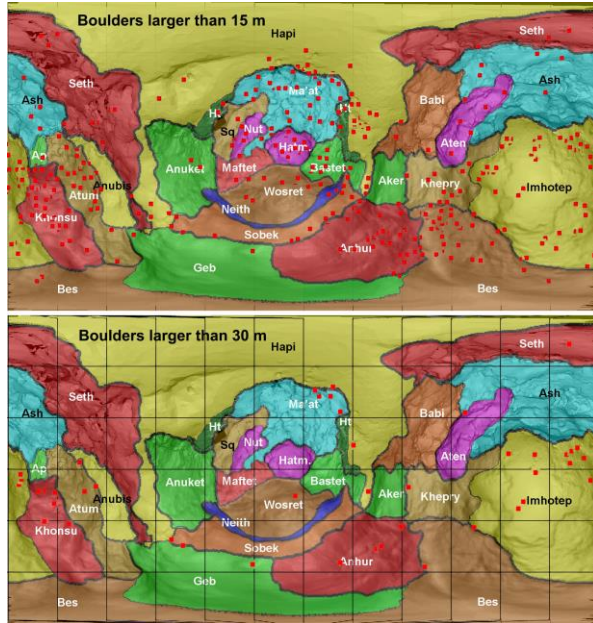 Boulders larger than 15 m
Hapi
Seth
Seth
Ma'at
Ash
Ash
Babi
Ht
Ht
Sq
Nut
Hatm.
Aten
Ap
Anuket
Maftet
Bastet
Anubis
Atum
Wosret
Aker
Khepry
Imhotep
Khonsu
Neith
Sobek
Anhur
Geb
Bes
Bes
Boulders larger than 30 m
Hapi
Seth
Seth
Ash
Ma'at
Ash
Babi
Ht
Ht
Sq
Nut
Hatm.
Aten
Ap
Anuket
Maftet
Bastet
Anubis
Atum
Wosret
Aker
Khepry
Imhotep
Khonsu
Neith
Sobek
Anhur
Geb
Bes
Bes